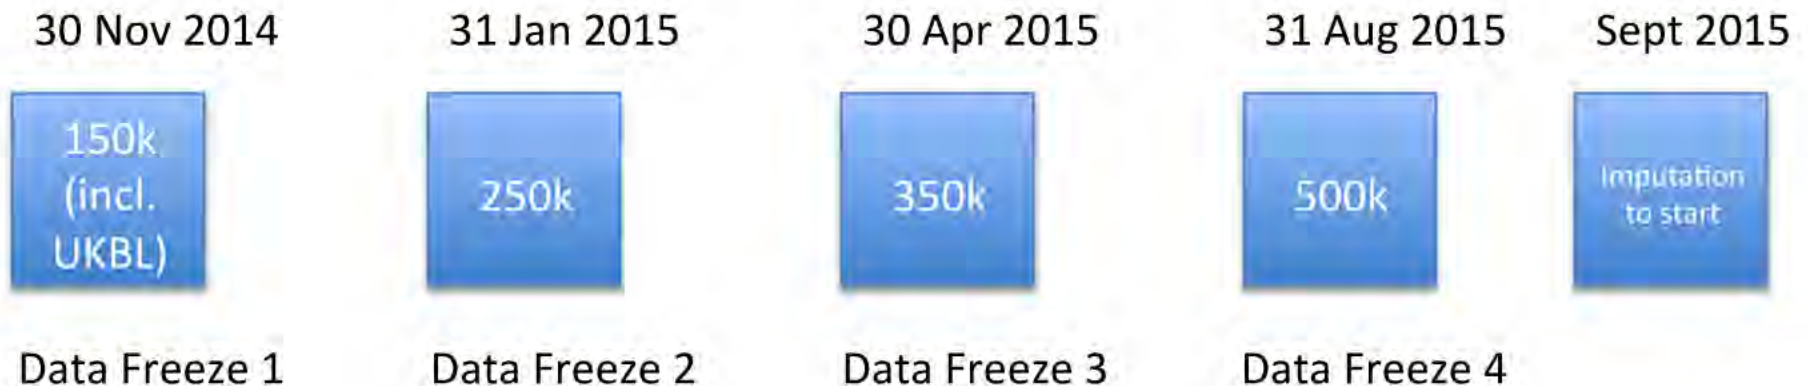 30 Nov 2014
31 Jan 2015
30 Apr 2015
31 Aug 2015
Sept 2015
150k
(incl.
UKBL)
250k
350k
500k
Imputation
to start
Data Freeze 1
Data Freeze 2
Data Freeze 3
Data Freeze 4